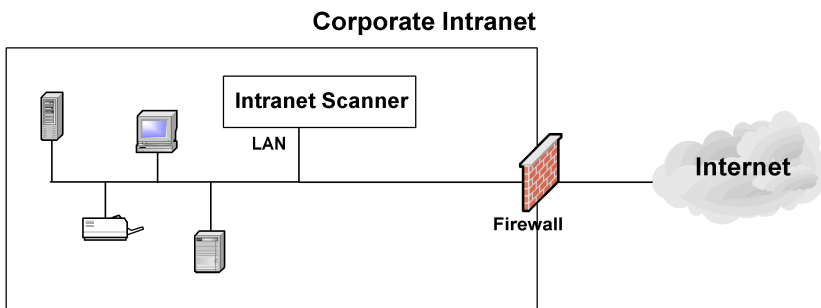 Corporate Intranet
Intranet Scanner
LAN
Internet
Firewall